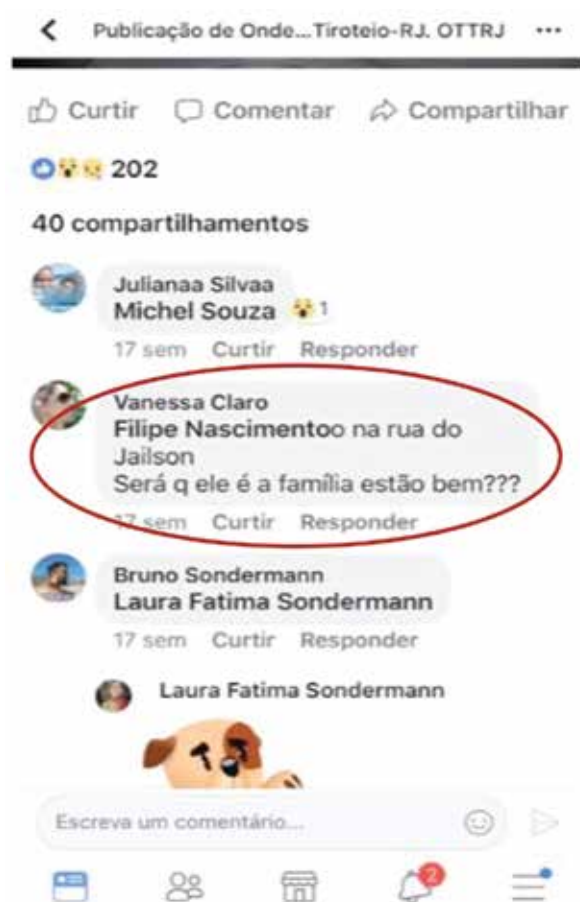 Publicação de Onde...Tiroteio-RJ. OTTRJ
Curtir Comentar Compartilhar
202
40 compartilhamentos
Julianaa Silvaa
Michel Souza 1
17 sem Curtir Responder
Vanessa Claro
Filipe Nascimentoo na rua do
Jailson
Será q ele é a família estão bem???
17 sem Curtir Responder
Bruno Sondermann
Laura Fatima Sondermann
17 sem Curtir Responder
Laura Fatima Sondermann
Escreva um comentário...
2